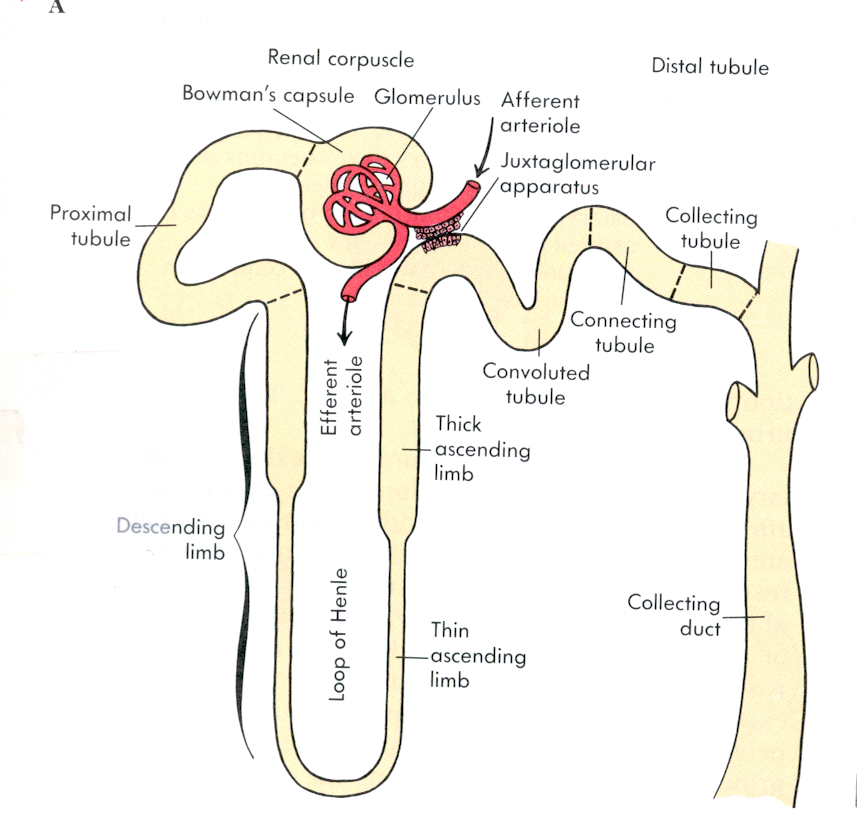 A
Renal corpuscle
Distal tubule
Bowman's capsule
Glomerulus
Afferent
arteriole
Juxtaglomerular
apparatus
Proximal
tubule
Collecting
tubule
Connecting
tubule
Convoluted
tubule
Efferent
arteriole
Thick
ascending
limb
Descending
limb
Loop of Henle
Thin
ascending
limb
Collecting
duct